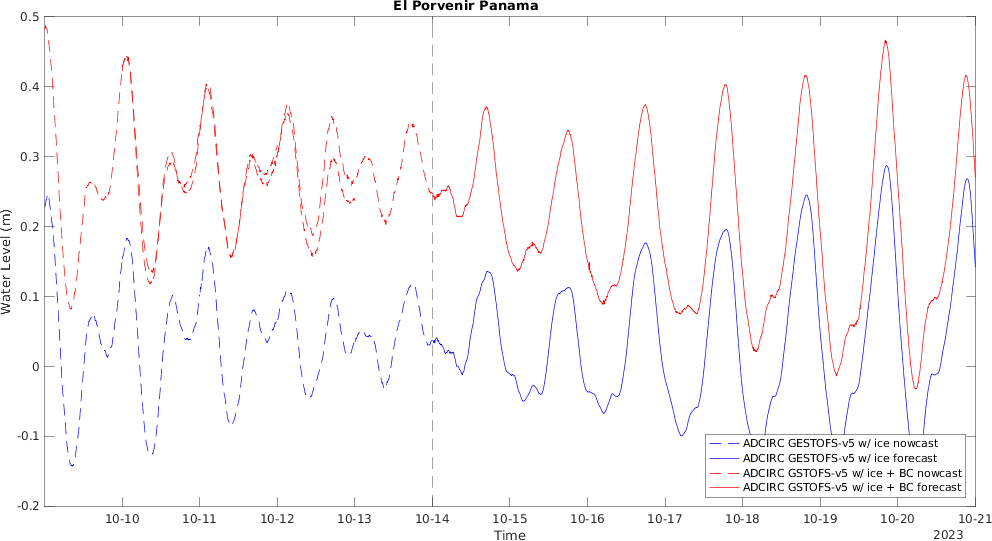 El Porvenir Panama
0.5
0.4
0.3
0.2
0.1
0
-0.1
-0.2
Water Level (m)
ADCIRC GESTOFS-v5 w/ ice nowcast
ADCIRC GESTOFS-v5 w/ ice forecast
ADCIRC GSTOFS-v5 w/ ice + BC nowcast
ADCIRC GSTOFS-v5 w/ ice + BC forecast
10-10 10-11 10-12 10-13 10-14 10-15 10-16 10-17 10-18 10-19 10-20 10-21
Time
2023